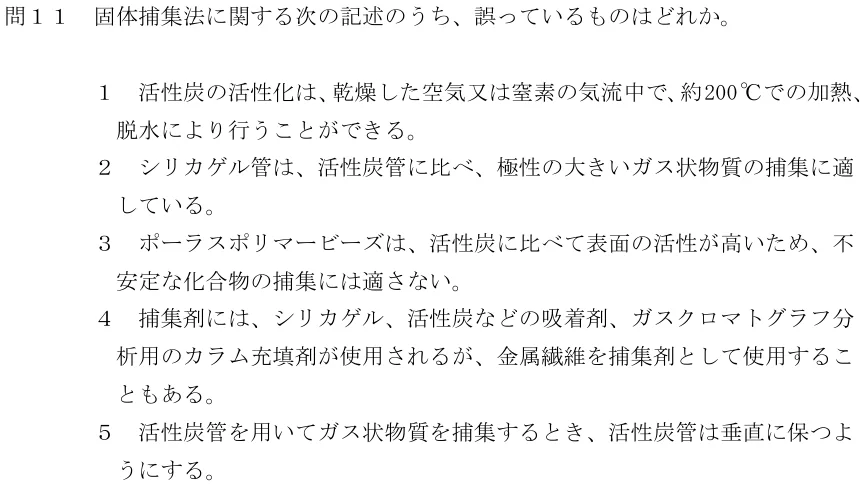 問11　固体捕集法に関する次の記述のうち、誤っているものはどれか。
1　活性炭の活性化は、乾燥した空気又は窒素の気流中で、約200℃での加熱、
脱水により行うことができる。
2　シリカゲル管は、活性炭管に比べ、極性の大きいガス状物質の捕集に適
している。
3　ポーラスポリマービーズは、活性炭に比べて表面の活性が高いため、不
安定な化合物の捕集には適さない。
4　捕集剤には、シリカゲル、活性炭などの吸着剤、ガスクロマトグラフ分
析用のカラム充填剤が使用されるが、金属繊維を捕集剤として使用するこ
ともある。
5　活性炭管を用いてガス状物質を捕集するとき、活性炭管は垂直に保つよ
うにする。